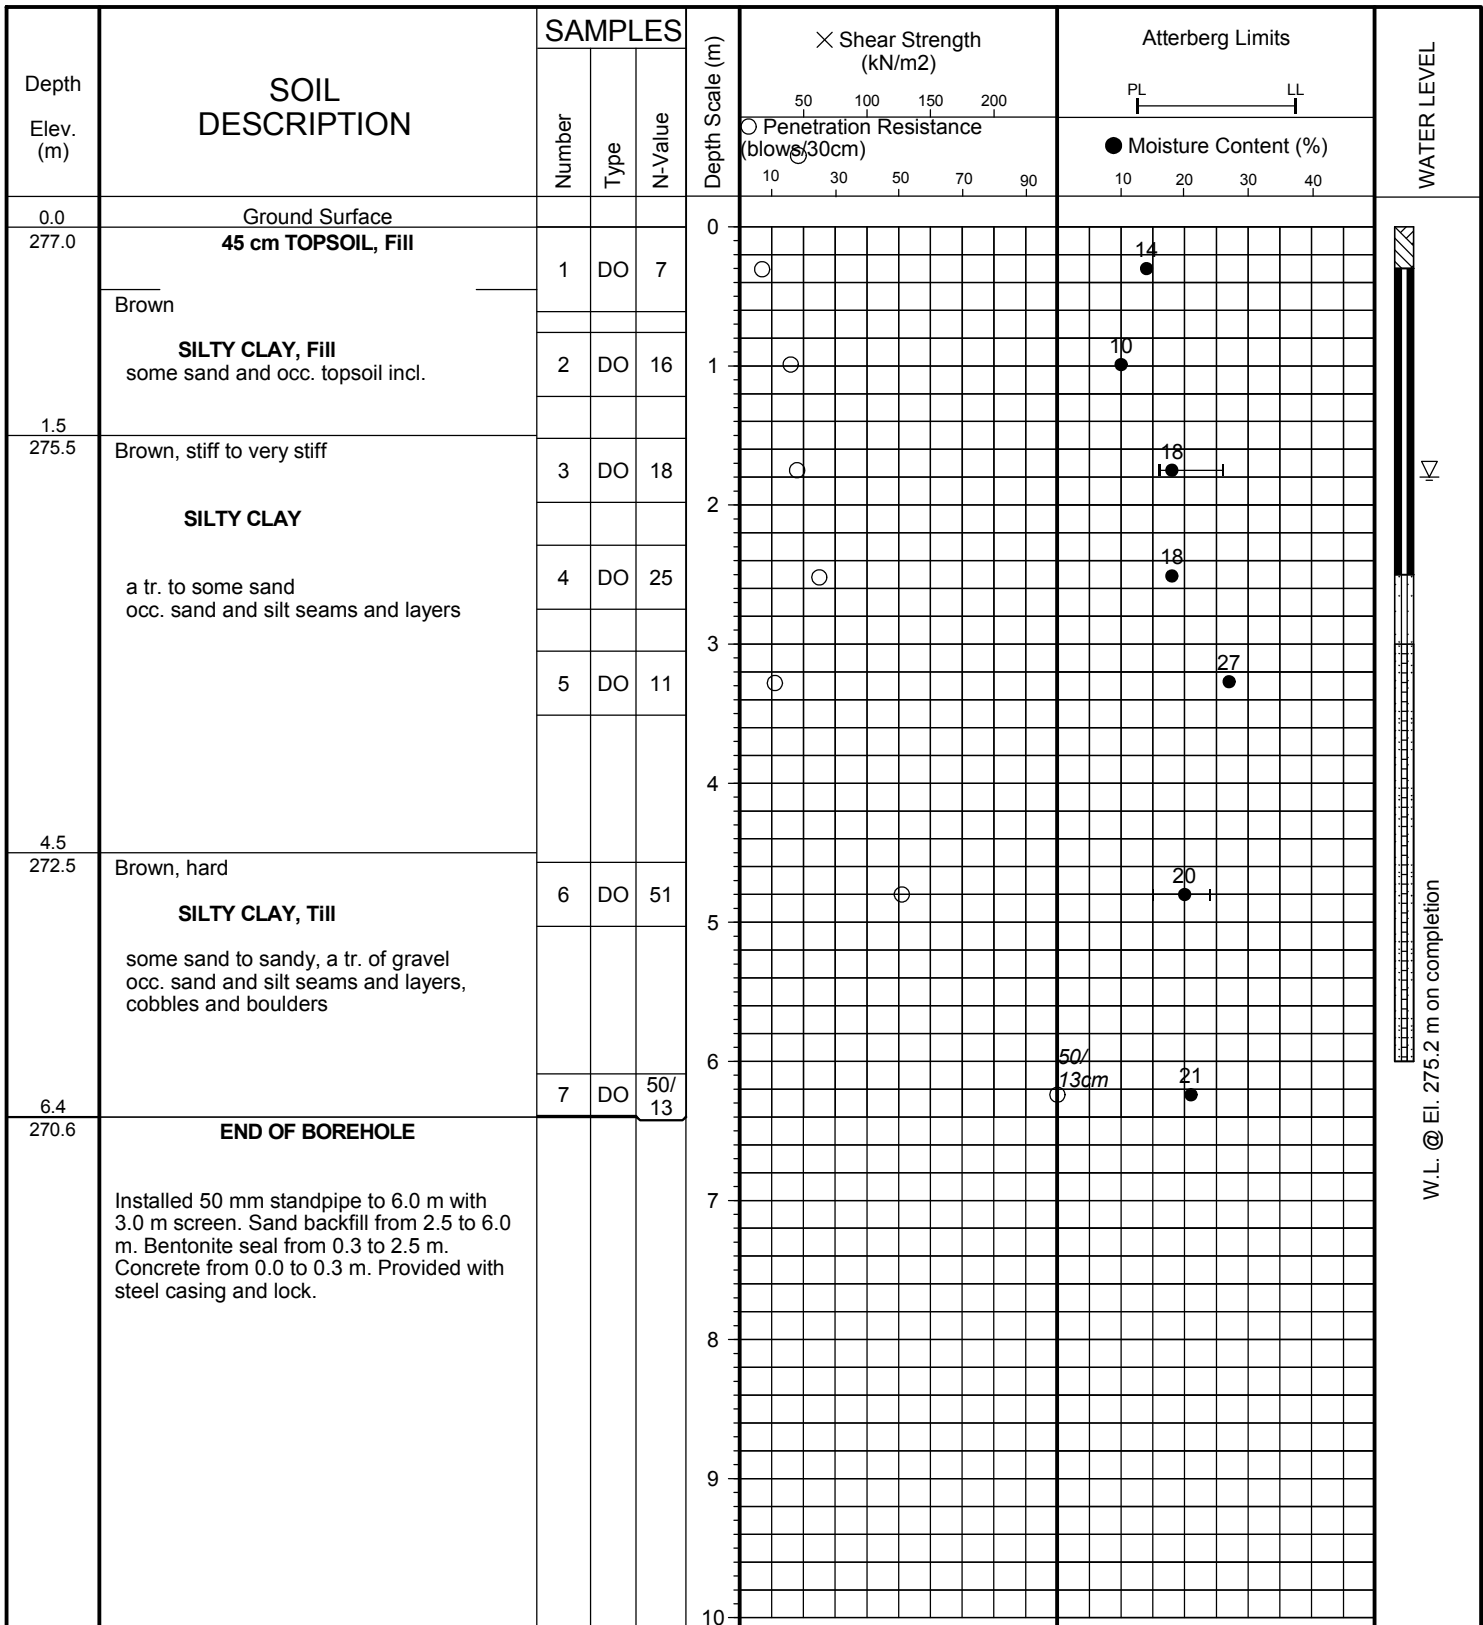 Depth
Elev.
(m)
SOIL
DESCRIPTION
SAMPLES
Number
Type
N-Value
Depth Scale (m)
× Shear Strength
(kN/m2)
50 100 150 200
Penetration Resistance
(blows/30cm)
10 30 50 70 90
Atterberg Limits
PL LL
Moisture Content (%)
10 20 30 40
WATER LEVEL
0.0 Ground Surface
277.0 45 cm TOPSOIL, Fill
0
1 DO 7
14
Brown
SILTY CLAY, Fill
some sand and occ. topsoil incl.
2 DO 16
1
10
1.5
275.5 Brown, stiff to very stiff
3 DO 18
18
2
SILTY CLAY
a tr. to some sand
occ. sand and silt seams and layers
4 DO 25
18
3
5 DO 11
27
4
4.5
272.5 Brown, hard
6 DO 51
20
SILTY CLAY, Till
5
some sand to sandy, a tr. of gravel
occ. sand and silt seams and layers,
cobbles and boulders
6
50/
13cm
7 DO 50/
13
21
6.4
270.6 END OF BOREHOLE
Installed 50 mm standpipe to 6.0 m with
3.0 m screen. Sand backfill from 2.5 to 6.0
m. Bentonite seal from 0.3 to 2.5 m.
Concrete from 0.0 to 0.3 m. Provided with
steel casing and lock.
7
8
9
10
W.L. @ El. 275.2 m on completion